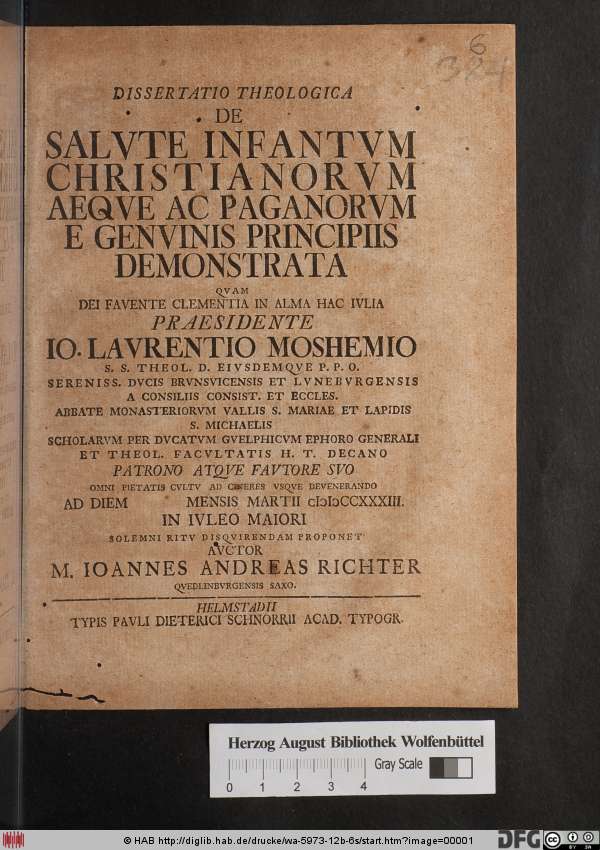 6
384
DISSERTATIO THEOLOGICA
DE
SALVTE INFANTVM
CHRISTIANORVM
AEQVE AC PAGANORVM
E GENVINIS PRINCIPIIS
DEMONSTRATA
QVAM
DEI FAVENTE CLEMENTIA IN ALMA HAC IVLIA
PRAESIDENTE
IO. LAVRENTIO MOSHEMIO
S. S. THEOL. D. EIVSDEMQVE P. P. O.
SERENISS. DVCIS BRVNSVICENSIS ET LVNEBVRGENSIS
A CONSILIIS CONSIST. ET ECCLES.
ABBATE MONASTERIORVM VALLIS S. MARIAE ET LAPIDIS
S. MICHAELIS
SCHOLARVM PER DVCATVM GVELPHICVM EPHORO GENERALI
ET THEOL. FACVLTATIS H. T. DECANO
PATRONO ATQVE FAVTORE SVO
OMNI PIETATIS CVLTV AD CINERES VSQVE DEVENERANDO
AD DIEM MENSIS MARTII cIↄIↄCCXXXIII.
IN IVLEO MAIORI
SOLEMNI RITV DISQVIRENDAM PROPONET
AVCTOR
M. IOANNES ANDREAS RICHTER
QVEDLINBVRGENSIS SAXO.
HELMSTADII
TYPIS PAVLI DIETERICI SCHNORRII ACAD. TYPOGR.
Herzog August Bibliothek Wolfenbüttel
Gray Scale
0 1 2 3 4
© HAB http://diglib.hab.de/drucke/wa-5973-12b-6s/start.htm?image=00001
DFG
cc BY SA